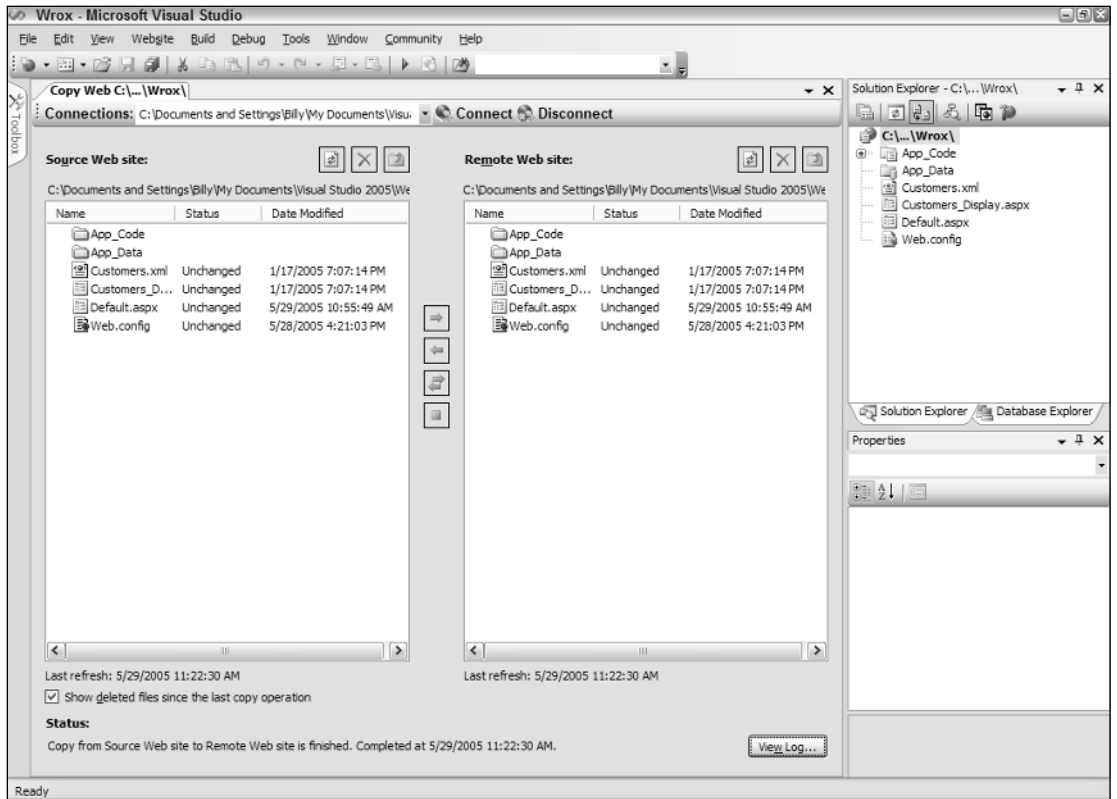 Wrox - Microsoft Visual Studio
File Edit View Website Build Debug Tools Window Community Help
Toolbox
Copy Web C:\...\Wrox\
Connections: C:\Documents and Settings\Billy\My Documents\Visu Connect Disconnect
Source Web site:
C:\Documents and Settings\Billy\My Documents\Visual Studio 2005\We
Name Status Date Modified
App_Code
App_Data
Customers.xml Unchanged 1/17/2005 7:07:14 PM
Customers_D... Unchanged 1/17/2005 7:07:14 PM
Default.aspx Unchanged 5/29/2005 10:55:49 AM
Web.config Unchanged 5/28/2005 4:21:03 PM
Last refresh: 5/29/2005 11:22:30 AM
Show deleted files since the last copy operation
Remote Web site:
C:\Documents and Settings\Billy\My Documents\Visual Studio 2005\We
Name Status Date Modified
App_Code
App_Data
Customers.xml Unchanged 1/17/2005 7:07:14 PM
Customers_D... Unchanged 1/17/2005 7:07:14 PM
Default.aspx Unchanged 5/29/2005 10:55:49 AM
Web.config Unchanged 5/28/2005 4:21:03 PM
Last refresh: 5/29/2005 11:22:30 AM
Status:
Copy from Source Web site to Remote Web site is finished. Completed at 5/29/2005 11:22:30 AM.
View Log...
Solution Explorer - C:\...\Wrox\
C:\...\Wrox\
App_Code
App_Data
Customers.xml
Customers_Display.aspx
Default.aspx
Web.config
Solution Explorer Database Explorer
Properties
Ready